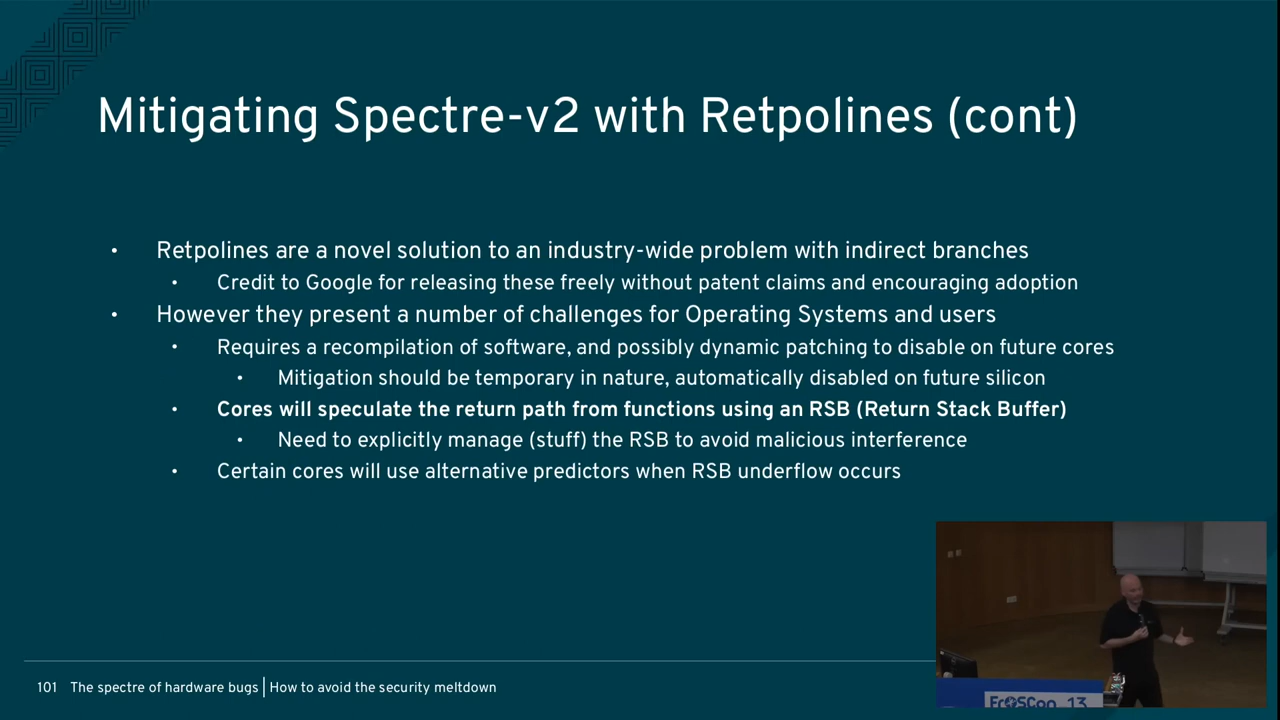 Mitigating Spectre-v2 with Retpolines (cont)
• Retpolines are a novel solution to an industry-wide problem with indirect branches
• Credit to Google for releasing these freely without patent claims and encouraging adoption
• However they present a number of challenges for Operating Systems and users
• Requires a recompilation of software, and possibly dynamic patching to disable on future cores
• Mitigation should be temporary in nature, automatically disabled on future silicon
• Cores will speculate the return path from functions using an RSB (Return Stack Buffer)
• Need to explicitly manage (stuff) the RSB to avoid malicious interference
• Certain cores will use alternative predictors when RSB underflow occurs
101 The spectre of hardware bugs | How to avoid the security meltdown
FrOSCon 13